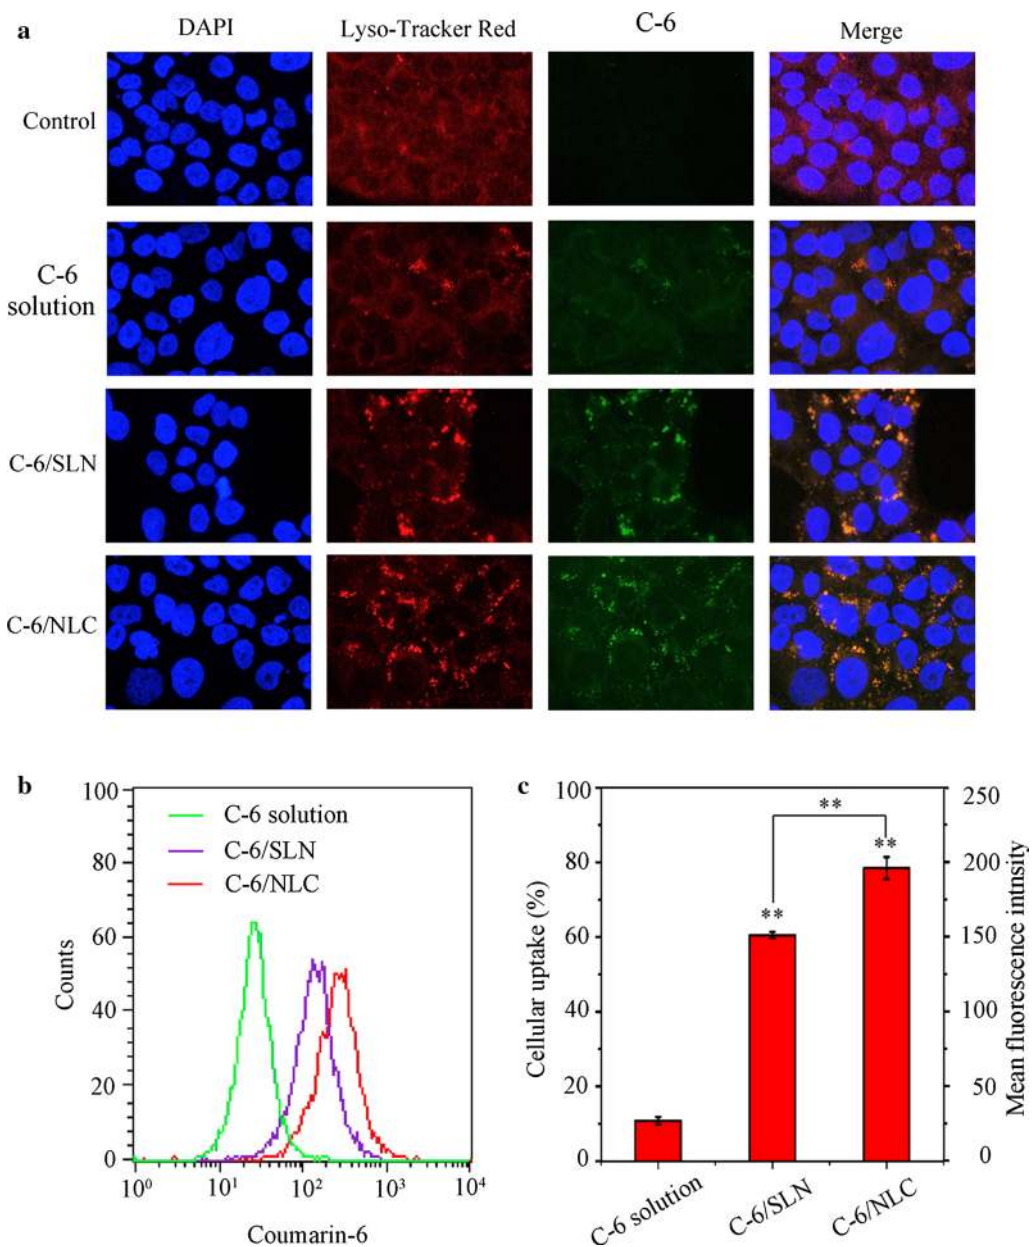 a
DAPI Lyso-Tracker Red C-6 Merge
Control
C-6
solution
C-6/SLN
C-6/NLC
b
100
80
60
40
20
0
Counts
C-6 solution
C-6/SLN
C-6/NLC
10⁰ 10¹ 10² 10³ 10⁴
Coumarin-6
c
100
80
60
40
20
0
Cellular uptake (%)
**
**
**
250
200
150
100
50
0
Mean fluorescence intnsity
C-6 solution
C-6/SLN
C-6/NLC